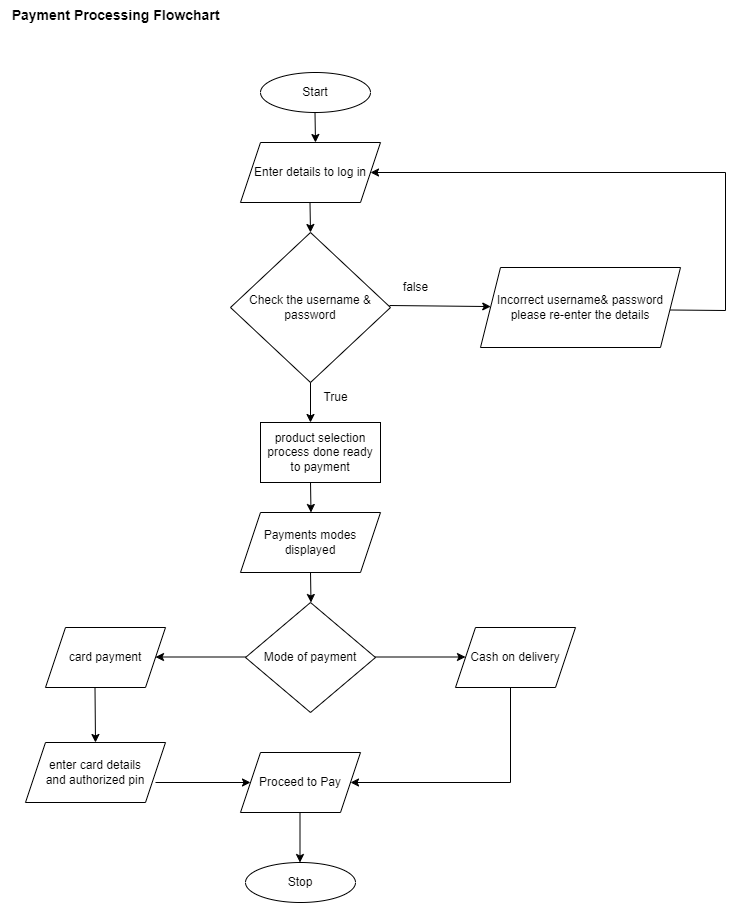 Payment Processing Flowchart
Start
Enter details to log in
Check the username &
password
false
Incorrect username& password
please re-enter the details
True
product selection
process done ready
to payment
Payments modes
displayed
card payment
Mode of payment
Cash on delivery
enter card details
and authorized pin
Proceed to Pay
Stop